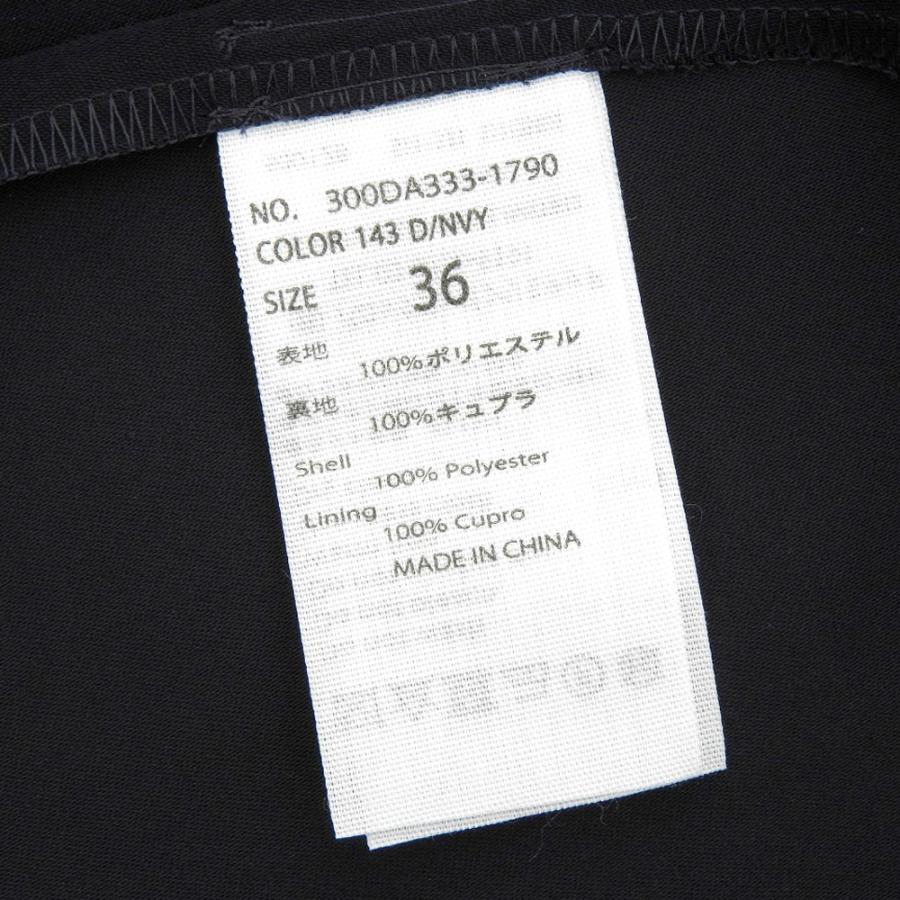 NO. 300DA333-1790
COLOR 143 D/NVY
SIZE 36
表地 100%ポリエステル
裏地 100%キュプラ
Shell 100% Polyester
Lining 100% Cupro
MADE IN CHINA